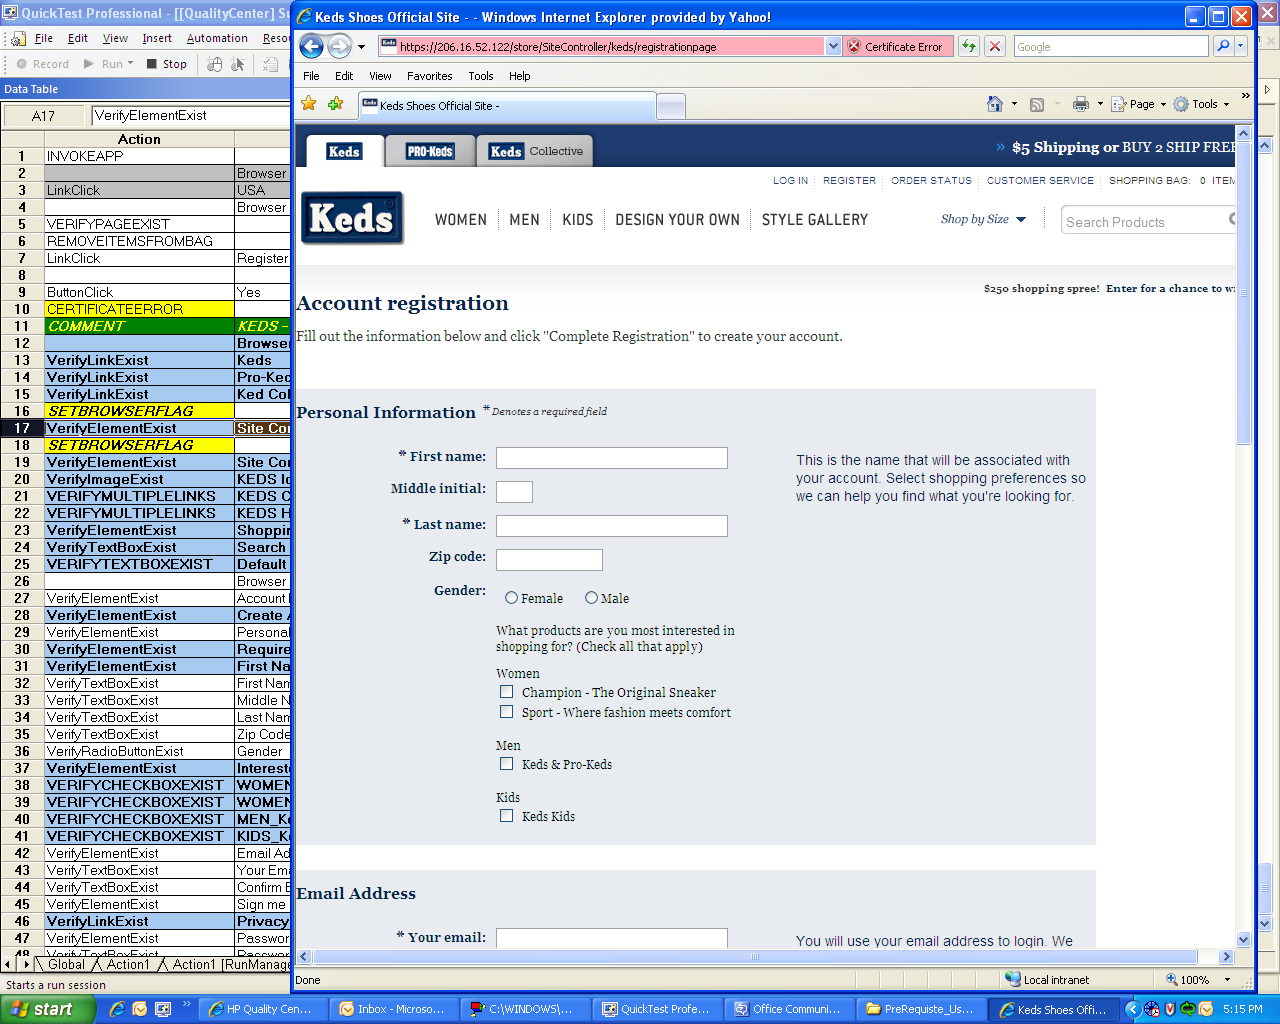 QuickTest Professional - [[QualityCenter] Su
File Edit View Insert Automation Resou
Record Run Stop
Data Table
A17 VerifyElementExist
Action
1 INVOKEAPP
2 Browser
3 LinkClick USA
4 Browser
5 VERIFYPAGEEXIST
6 REMOVEITEMSFROMBAG
7 LinkClick Register
8
9 ButtonClick Yes
10 CERTIFICATEERROR
11 COMMENT KEDS -
12 Browser
13 VerifyLinkExist Keds
14 VerifyLinkExist Pro-Ked
15 VerifyLinkExist Ked Col
16 SETBROWSERFLAG
17 VerifyElementExist Site Cor
18 SETBROWSERFLAG
19 VerifyElementExist Site Cor
20 VerifyImageExist KEDS lo
21 VERIFYMULTIPLELINKS KEDS C
22 VERIFYMULTIPLELINKS KEDS H
23 VerifyElementExist Shoppin
24 VerifyTextBoxExist Search
25 VERIFYTEXTBOXEXIST Default
26 Browser
27 VerifyElementExist Account
28 VerifyElementExist Create A
29 VerifyElementExist Personal
30 VerifyElementExist Require
31 VerifyElementExist First Na
32 VerifyTextBoxExist First Nam
33 VerifyTextBoxExist Middle N
34 VerifyTextBoxExist Last Nam
35 VerifyTextBoxExist Zip Code
36 VerifyRadioButtonExist Gender
37 VerifyElementExist Intereste
38 VERIFYCHECKBOXEXIST WOMEN
39 VERIFYCHECKBOXEXIST WOMEN
40 VERIFYCHECKBOXEXIST MEN_Ke
41 VERIFYCHECKBOXEXIST KIDS_K
42 VerifyElementExist Email Ad
43 VerifyTextBoxExist Your Ema
44 VerifyTextBoxExist Confirm E
45 VerifyElementExist Sign me
46 VerifyLinkExist Privacy
47 VerifyElementExist Passwor
48 VerifyTextBoxExist Passwor
Global Action1 Action1 [RunManage
Starts a run session
Keds Shoes Official Site - - Windows Internet Explorer provided by Yahoo!
https://206.16.52.122/store/SiteController/keds/registrationpage Certificate Error Google
File Edit View Favorites Tools Help
Keds Shoes Official Site - Page Tools »
Keds PRO-Keds Keds Collective » $5 Shipping or BUY 2 SHIP FREE
LOG IN REGISTER ORDER STATUS CUSTOMER SERVICE SHOPPING BAG: 0 ITEM
Keds ® WOMEN MEN KIDS DESIGN YOUR OWN STYLE GALLERY Shop by Size Search Products
$250 shopping spree! Enter for a chance to wi
Account registration
Fill out the information below and click "Complete Registration" to create your account.
Personal Information * Denotes a required field
* First name:
This is the name that will be associated with
your account. Select shopping preferences so
we can help you find what you're looking for.
Middle initial:
* Last name:
Zip code:
Gender: Female Male
What products are you most interested in
shopping for? (Check all that apply)
Women
Champion - The Original Sneaker
Sport - Where fashion meets comfort
Men
Keds & Pro-Keds
Kids
Keds Kids
Email Address
* Your email: You will use your email address to login. We
Done Local intranet 100%
start » HP Quality Cen... Inbox - Microso... C:\WINDOWS\... QuickTest Profe... Office Communi... PreRequiste_Us... Keds Shoes Offi... 5:15 PM